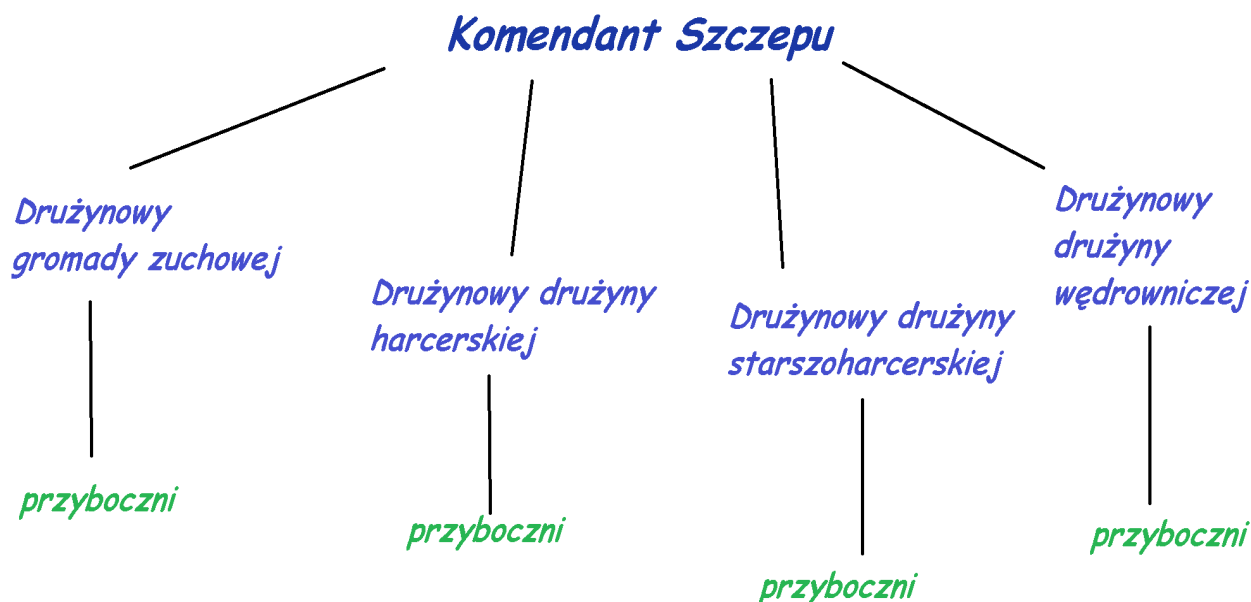 Komendant Szczepu
Drużynowy
gromady zuchowej
Drużynowy drużyny
harcerskiej
Drużynowy drużyny
starszoharcerskiej
Drużynowy
drużyny
wędrowniczej
przyboczni
przyboczni
przyboczni
przyboczni